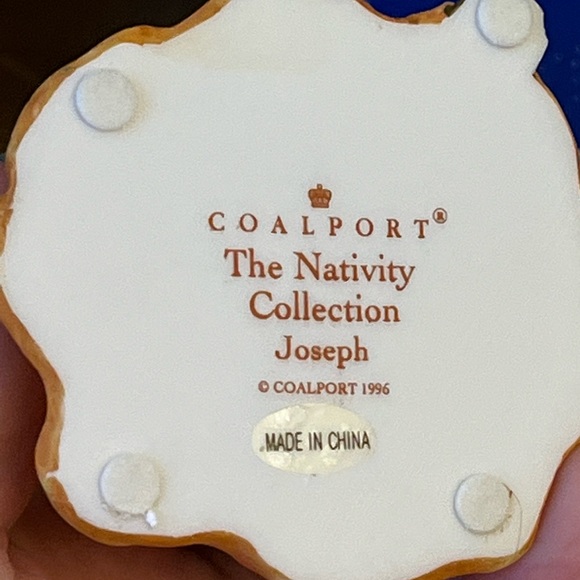 COALPORT®
The Nativity
Collection
Joseph
© COALPORT 1996
MADE IN CHINA